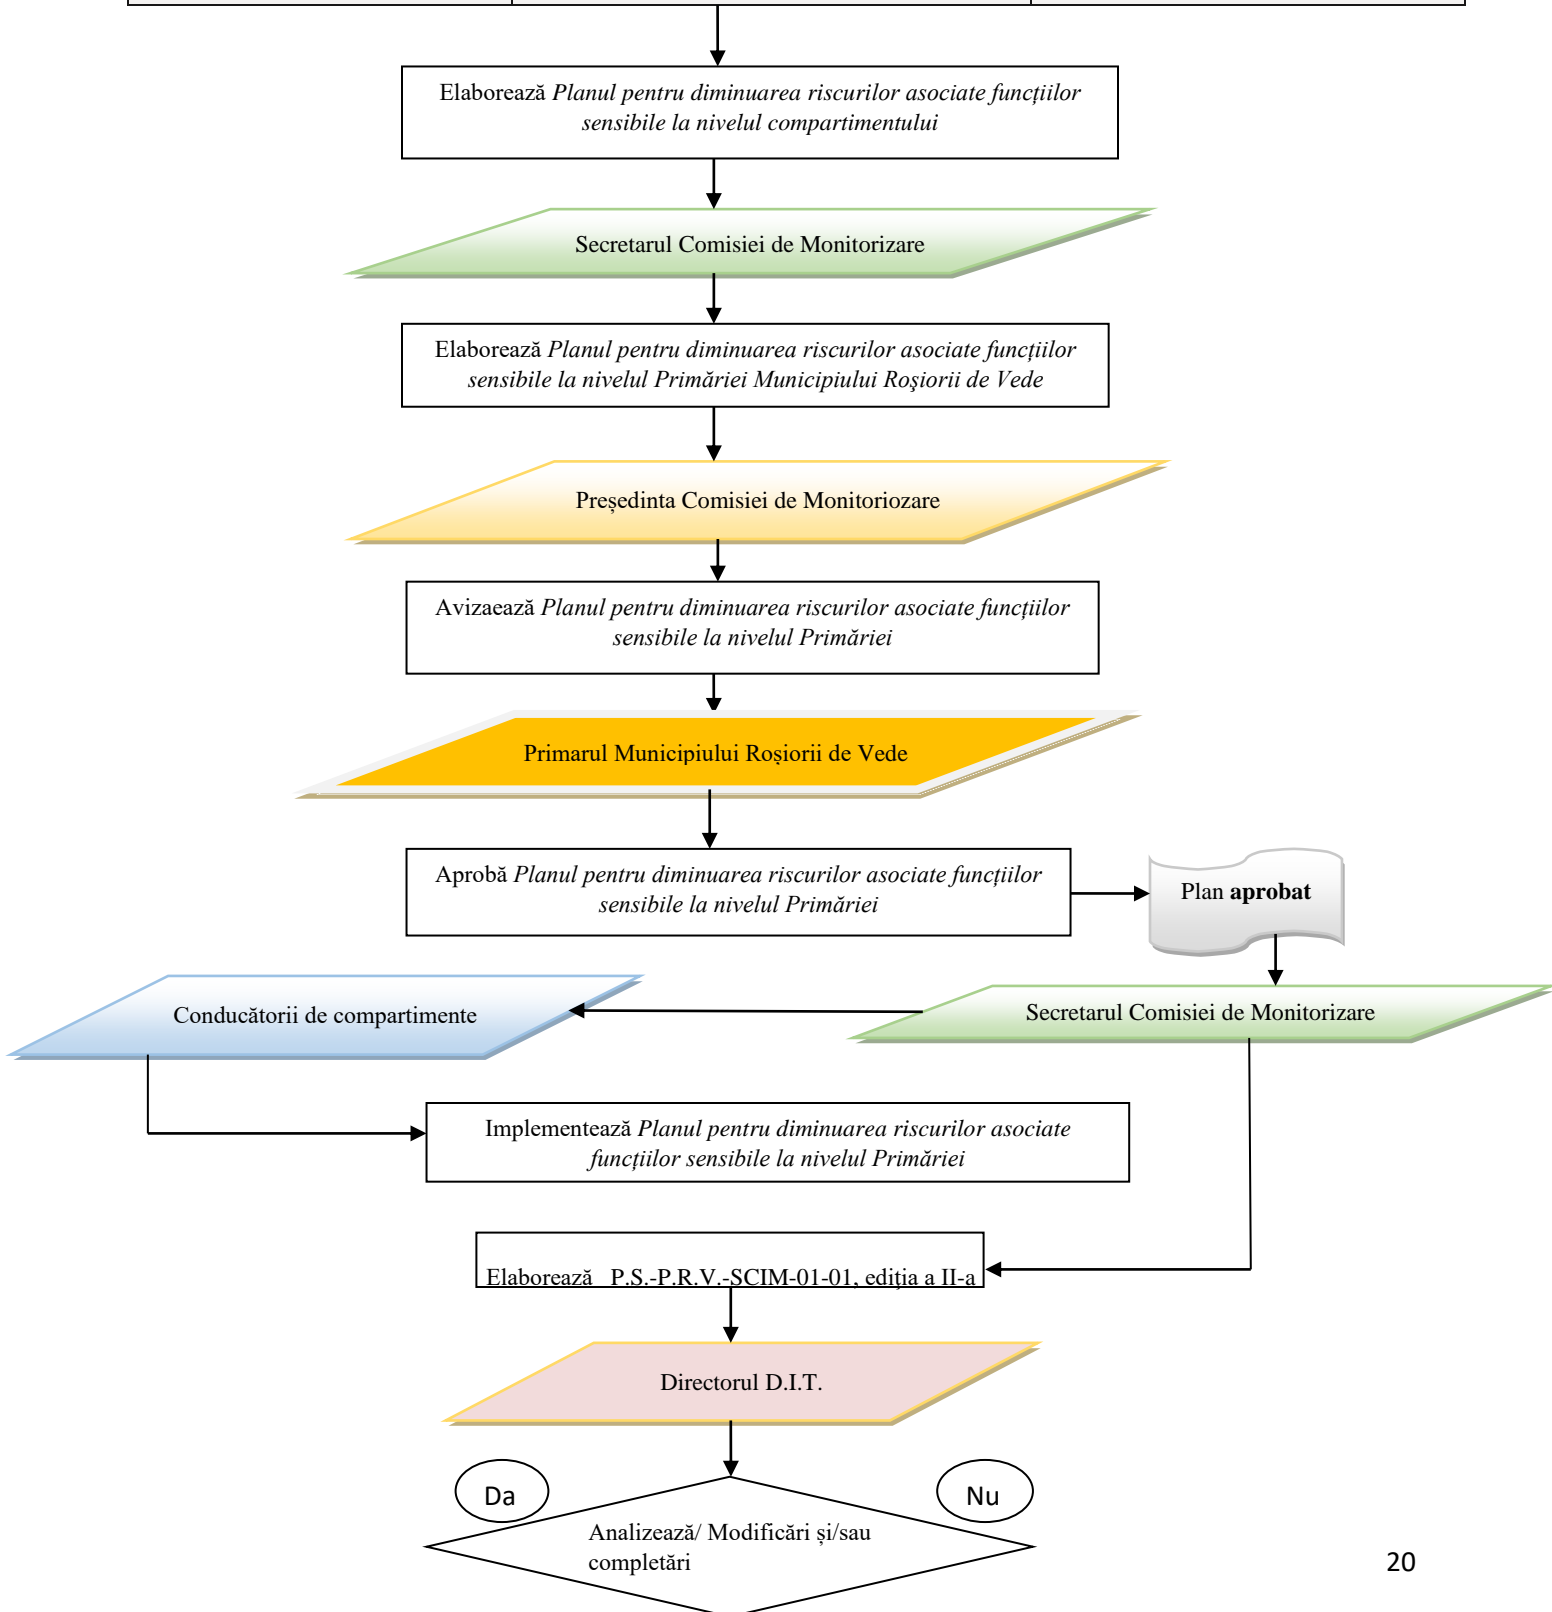 Elaborează Planul pentru diminuarea riscurilor asociate funcțiilor
sensibile la nivelul compartimentului
Secretarul Comisiei de Monitorizare
Elaborează Planul pentru diminuarea riscurilor asociate funcțiilor
sensibile la nivelul Primăriei Municipiului Roşiorii de Vede
Președinta Comisiei de Monitoriozare
Avizaează Planul pentru diminuarea riscurilor asociate funcțiilor
sensibile la nivelul Primăriei
Primarul Municipiului Roșiorii de Vede
Aprobă Planul pentru diminuarea riscurilor asociate funcțiilor
sensibile la nivelul Primăriei
Plan aprobat
Conducătorii de compartimente
Secretarul Comisiei de Monitorizare
Implementează Planul pentru diminuarea riscurilor asociate
funcțiilor sensibile la nivelul Primăriei
Elaborează P.S.-P.R.V.-SCIM-01-01, ediția a II-a
Directorul D.I.T.
Da
Nu
Analizează/ Modificări și/sau
completări
20